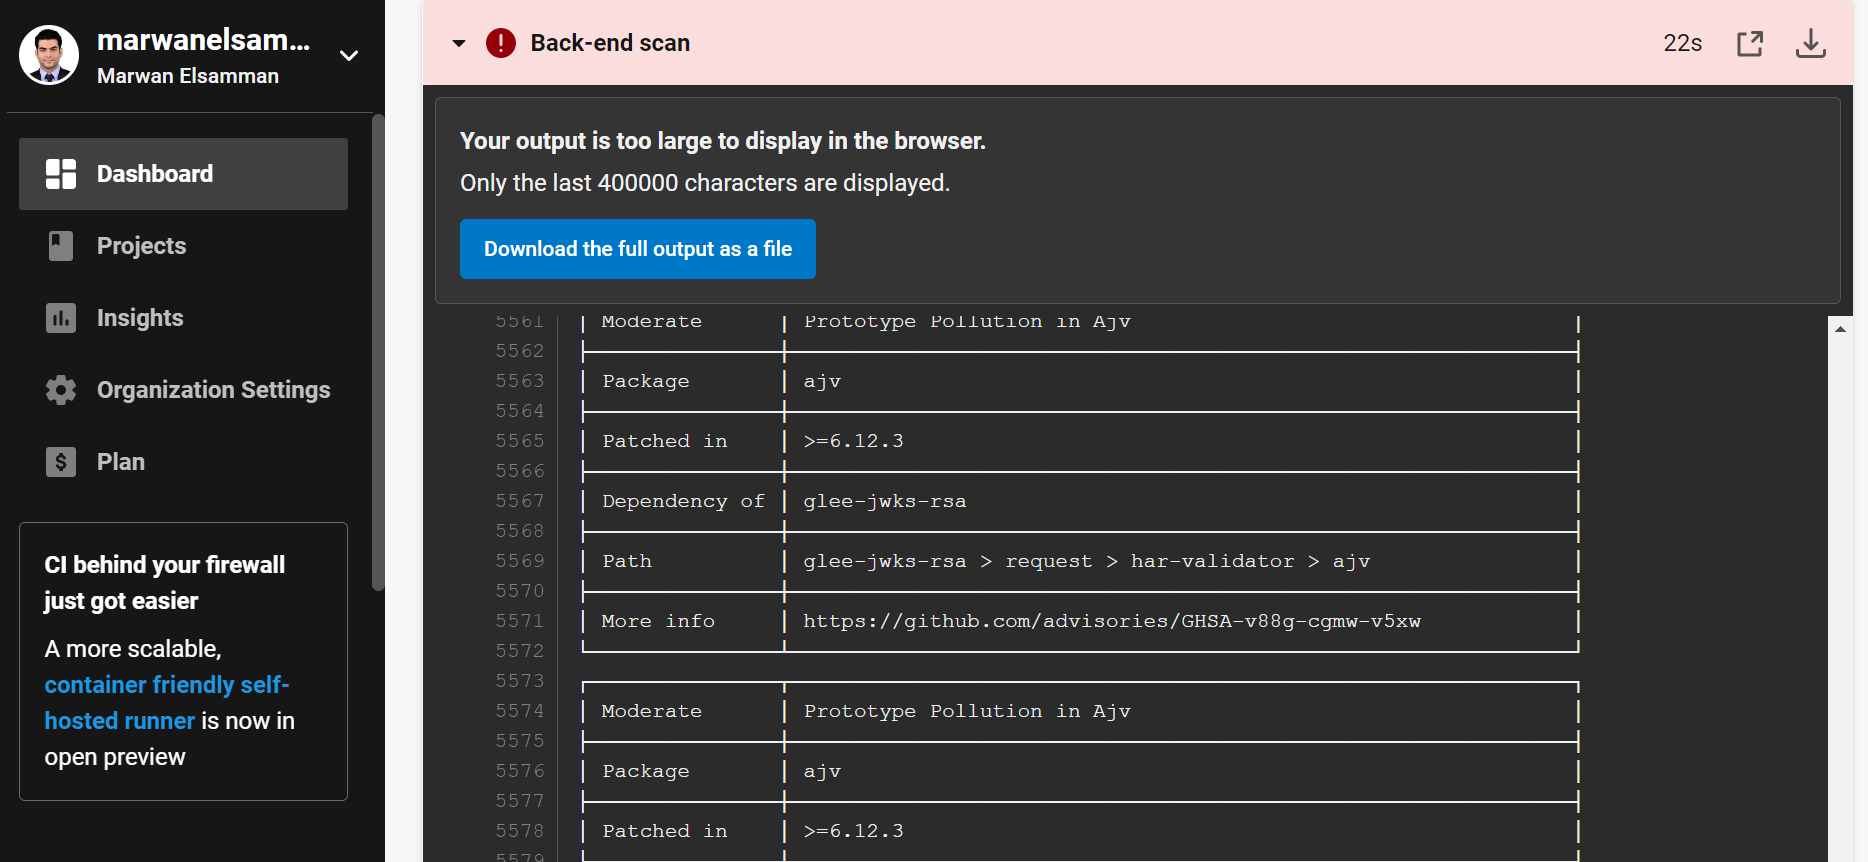 marwanelsam...
Marwan Elsamman
Dashboard
Projects
Insights
Organization Settings
Plan
CI behind your firewall
just got easier
A more scalable,
container friendly self-
hosted runner is now in
open preview
Back-end scan
22s
Your output is too large to display in the browser.
Only the last 400000 characters are displayed.
Download the full output as a file
5561 | Moderate | Prototype Pollution in Ajv |
5562
5563 | Package | ajv |
5564
5565 | Patched in | >=6.12.3 |
5566
5567 | Dependency of | glee-jwks-rsa |
5568
5569 | Path | glee-jwks-rsa > request > har-validator > ajv |
5570
5571 | More info | https://github.com/advisories/GHSA-v88g-cgmw-v5xw |
5572
5573
5574 | Moderate | Prototype Pollution in Ajv |
5575
5576 | Package | ajv |
5577
5578 | Patched in | >=6.12.3 |
5579